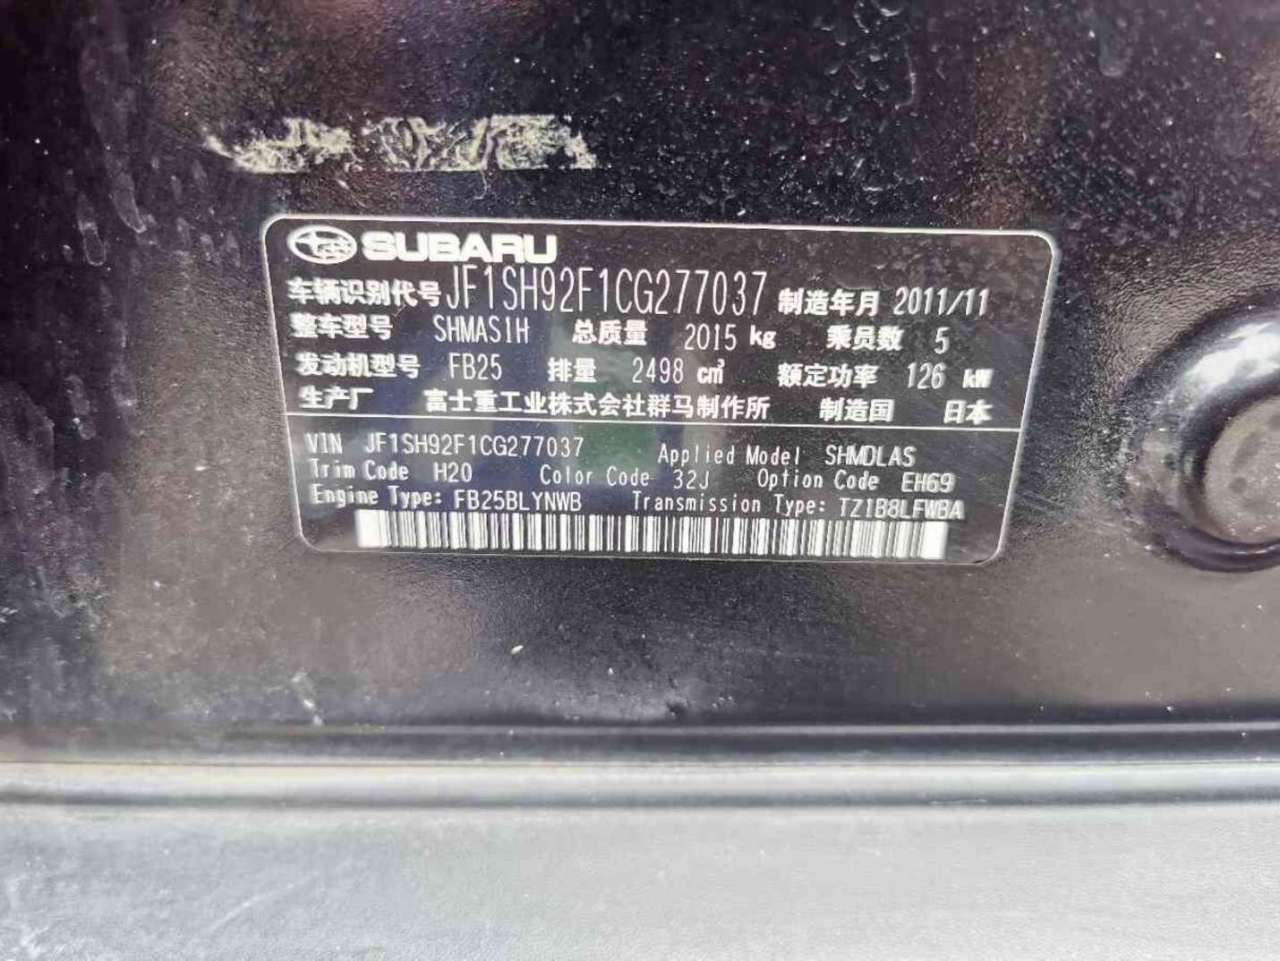 SUBARU
车辆识别代号 JF1SH92F1CG277037 制造年月 2011/11
整车型号 SHMAS1H 总质量 2015 kg 乘员数 5
发动机型号 FB25 排量 2498 cm³ 额定功率 126 kW
生产厂 富士重工业株式会社群马制作所 制造国 日本
VIN JF1SH92F1CG277037 Applied Model SHMDLAS
Trim Code H20 Color Code 32J Option Code EH69
Engine Type: FB25BLYNWB Transmission Type: TZ1B8LFWBA